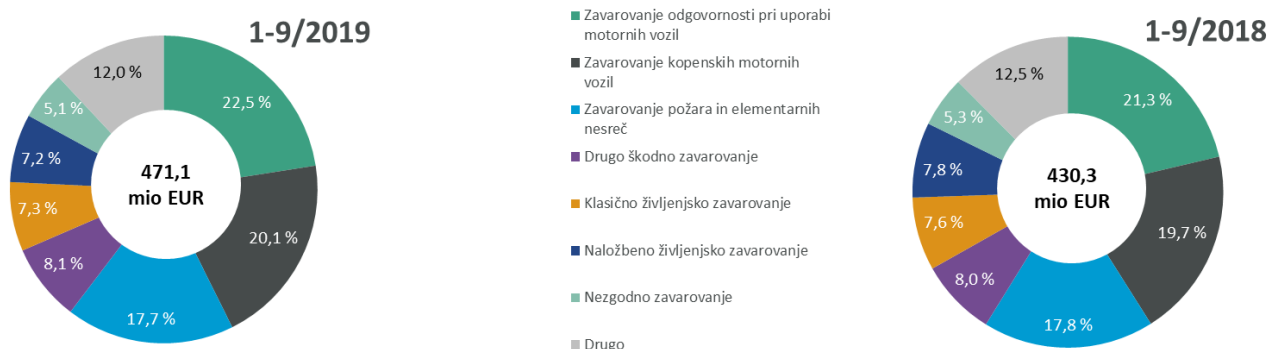 1-9/2019
12,0 %
22,5 %
5,1 %
7,2 %
7,3 %
8,1 %
17,7 %
20,1 %
471,1
mio EUR
Zavarovanje odgovornosti pri uporabi
motornih vozil
Zavarovanje kopenskih motornih
vozil
Zavarovanje požara in elementarnih
nesreč
Drugo škodno zavarovanje
Klasično življenjsko zavarovanje
Naložbeno življenjsko zavarovanje
Nezgodno zavarovanje
Drugo
1-9/2018
12,5 %
21,3 %
5,3 %
7,8 %
7,6 %
8,0 %
17,8 %
19,7 %
430,3
mio EUR